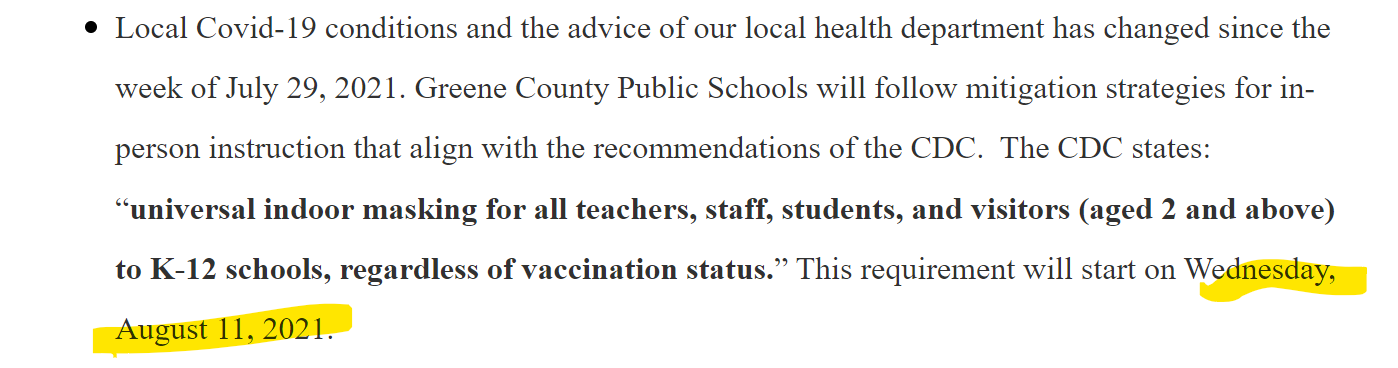 • Local Covid-19 conditions and the advice of our local health department has changed since the
week of July 29, 2021. Greene County Public Schools will follow mitigation strategies for in-
person instruction that align with the recommendations of the CDC.  The CDC states:
“universal indoor masking for all teachers, staff, students, and visitors (aged 2 and above)
to K-12 schools, regardless of vaccination status.” This requirement will start on Wednesday,
August 11, 2021.